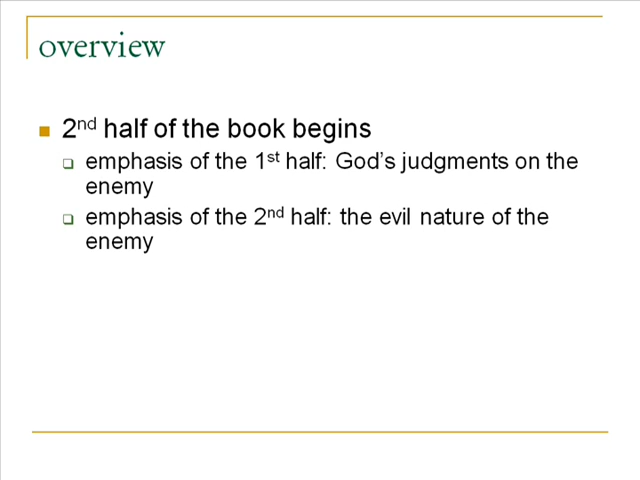 overview
2nd half of the book begins
emphasis of the 1st half: God's judgments on the
enemy
emphasis of the 2nd half: the evil nature of the
enemy